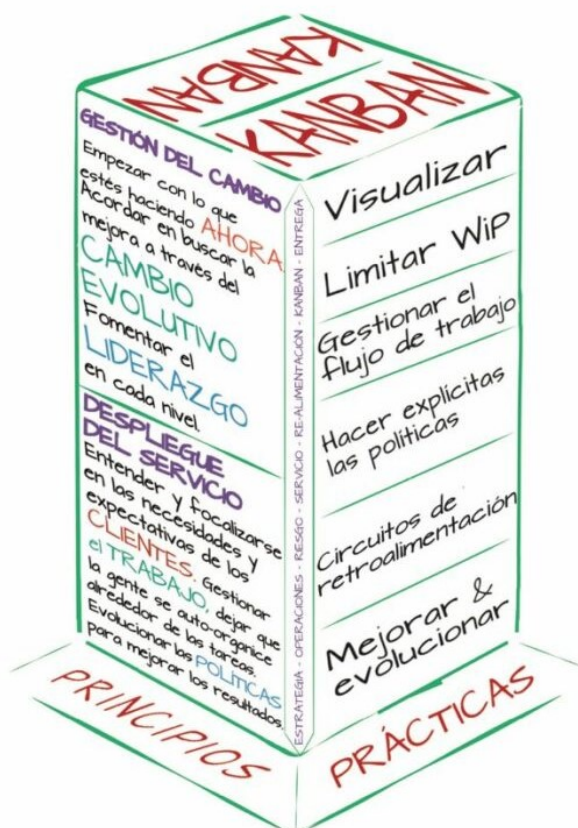 KANBAN
KANBAN
GESTIÓN DEL CAMBIO
Empezar con lo que
estés haciendo AHORA.
Acordar en buscar la
mejora a través del
CAMBIO
EVOLUTIVO
Fomentar el
LIDERAZGO
en cada nivel.
DESPLIEGUE
DEL SERVICIO
Entender y focalizarse
en las necesidades y
expectativas de los
CLIENTES. Gestionar
el TRABAJO, dejar que
la gente se auto-organice
alrededor de las tareas.
Evolucionar las POLÍTICAS
para mejorar los resultados.
ESTRATEGIA - OPERACIONES - RIESGO - SERVICIO - RE-ALIMENTACIÓN - KANBAN - ENTREGA
Visualizar
Limitar WiP
Gestionar el
flujo de trabajo
Hacer explícitas
las políticas
Circuitos de
retroalimentación
Mejorar &
evolucionar
PRINCIPIOS
PRÁCTICAS